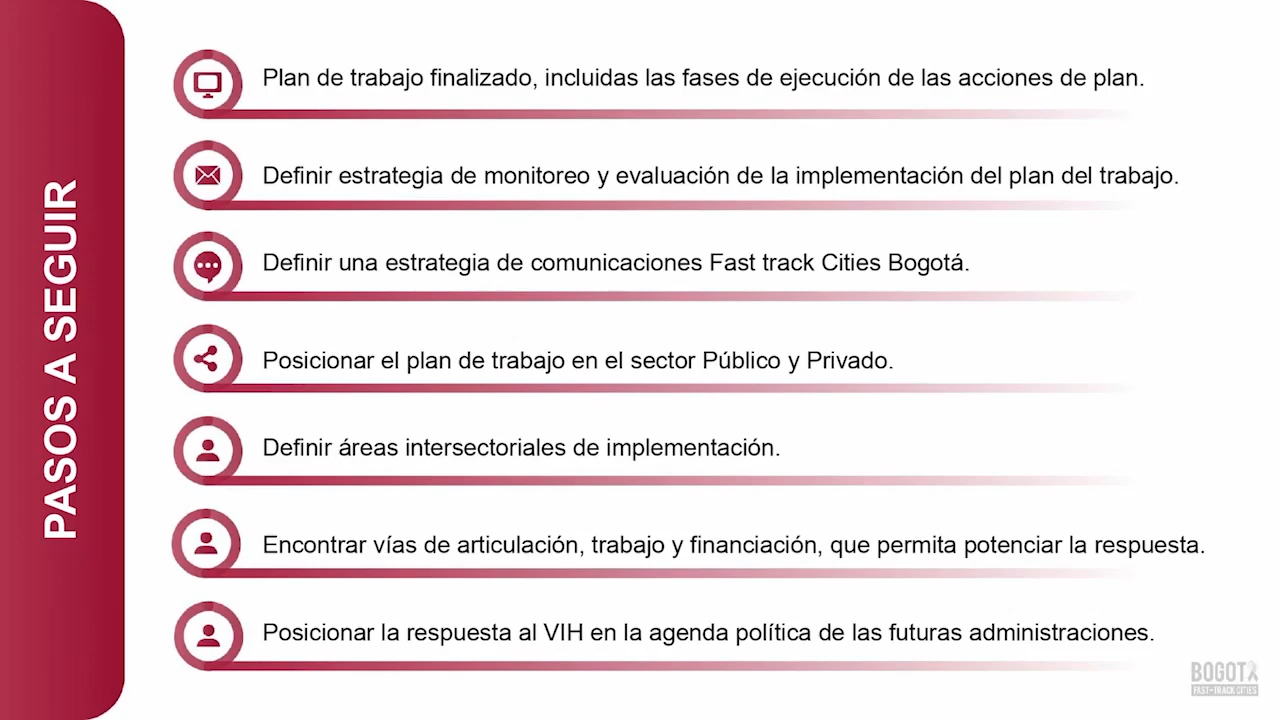 PASOS A SEGUIR
Plan de trabajo finalizado, incluidas las fases de ejecución de las acciones de plan.
Definir estrategia de monitoreo y evaluación de la implementación del plan del trabajo.
Definir una estrategia de comunicaciones Fast track Cities Bogotá.
Posicionar el plan de trabajo en el sector Público y Privado.
Definir áreas intersectoriales de implementación.
Encontrar vías de articulación, trabajo y financiación, que permita potenciar la respuesta.
Posicionar la respuesta al VIH en la agenda política de las futuras administraciones.
BOGOTA
FAST-TRACK CITIES